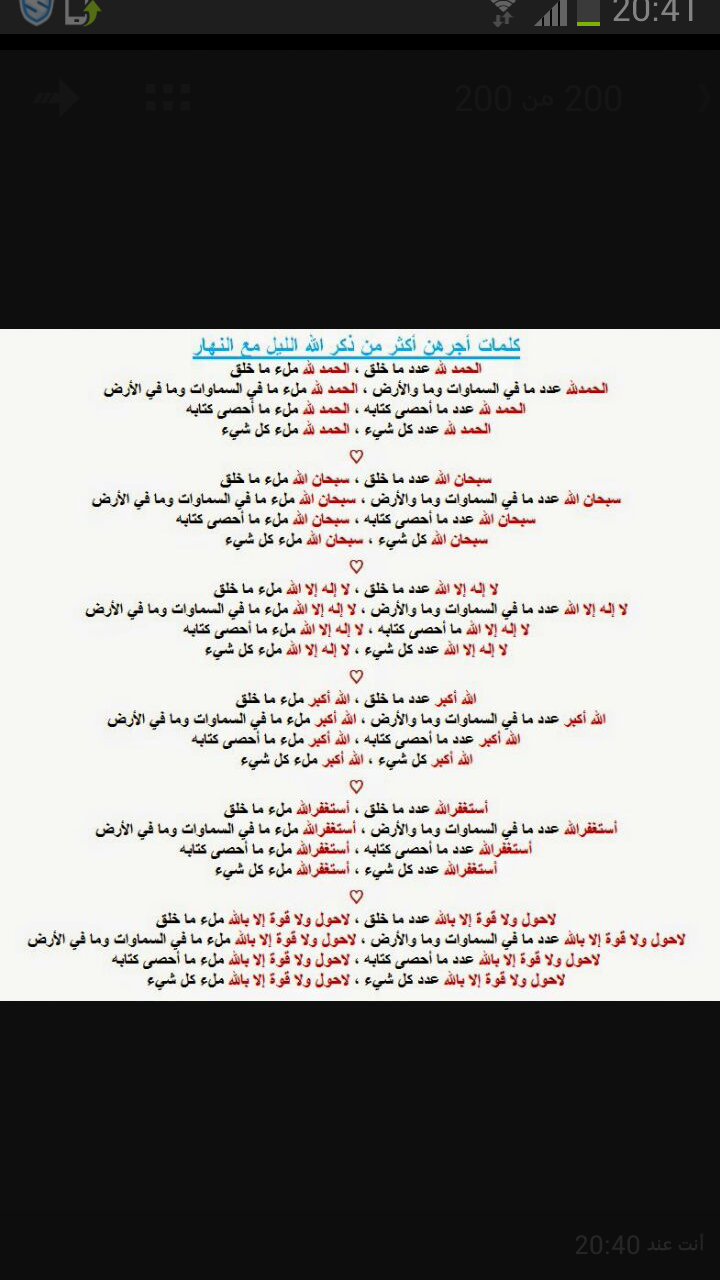 20:41
200 من 200
كلمات أجرهن أكثر من ذكر الله الليل مع النهار
الحمد لله عدد ما خلق ، الحمد لله ملء ما خلق
الحمدلله عدد ما في السماوات وما والأرض ، الحمد لله ملء ما في السماوات وما في الأرض
الحمد لله عدد ما أحصى كتابه ، الحمد لله ملء ما أحصى كتابه
الحمد لله عدد كل شيء ، الحمد لله ملء كل شيء
سبحان الله عدد ما خلق ، سبحان الله ملء ما خلق
سبحان الله عدد ما في السماوات وما والأرض ، سبحان الله ملء ما في السماوات وما في الأرض
سبحان الله عدد ما أحصى كتابه ، سبحان الله ملء ما أحصى كتابه
سبحان الله كل شيء ، سبحان الله ملء كل شيء
لا إله إلا الله عدد ما خلق ، لا إله إلا الله ملء ما خلق
لا إله إلا الله عدد ما في السماوات وما والأرض ، لا إله إلا الله ملء ما في السماوات وما في الأرض
لا إله إلا الله ما أحصى كتابه ، لا إله إلا الله ملء ما أحصى كتابه
لا إله إلا الله عدد كل شيء ، لا إله إلا الله ملء كل شيء
الله أكبر عدد ما خلق ، الله أكبر ملء ما خلق
الله أكبر عدد ما في السماوات وما والأرض ، الله أكبر ملء ما في السماوات وما في الأرض
الله أكبر عدد ما أحصى كتابه ، الله أكبر ملء ما أحصى كتابه
الله أكبر كل شيء ، الله أكبر ملء كل شيء
أستغفرالله عدد ما خلق ، أستغفرالله ملء ما خلق
أستغفرالله عدد ما في السماوات وما والأرض ، أستغفرالله ملء ما في السماوات وما في الأرض
أستغفرالله عدد ما أحصى كتابه ، أستغفرالله ملء ما أحصى كتابه
أستغفرالله عدد كل شيء ، أستغفرالله ملء كل شيء
لاحول ولا قوة إلا بالله عدد ما خلق ، لاحول ولا قوة إلا بالله ملء ما خلق
لاحول ولا قوة إلا بالله عدد ما في السماوات وما والأرض ، لاحول ولا قوة إلا بالله ملء ما في السماوات وما في الأرض
لاحول ولا قوة إلا بالله عدد ما أحصى كتابه ، لاحول ولا قوة إلا بالله ملء ما أحصى كتابه
لاحول ولا قوة إلا بالله عدد كل شيء ، لاحول ولا قوة إلا بالله ملء كل شيء
أنت عند 20:40